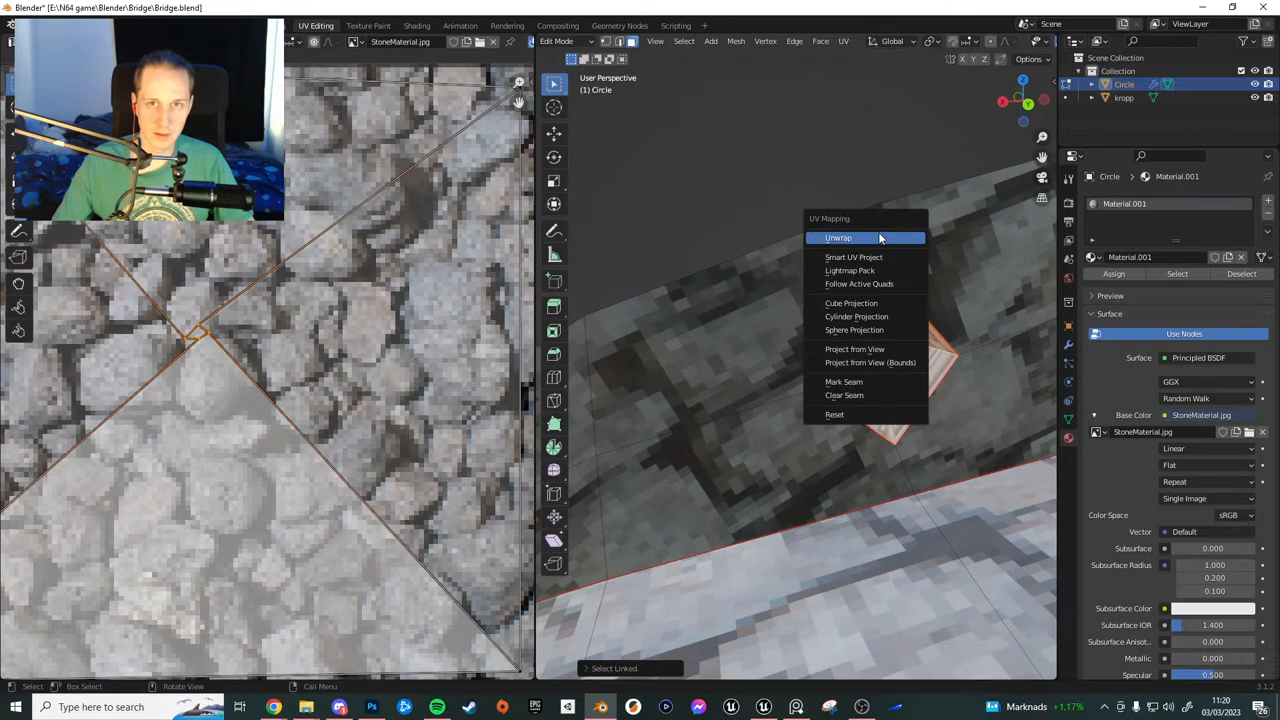 Blender* [E:\N64 game\Blender\Bridge\Bridge.blend]
UV Editing
Texture Paint
Shading
Animation
Rendering
Compositing
Geometry Nodes
Scripting
+
Scene
ViewLayer
StoneMaterial.jpg
Edit Mode
View
Select
Add
Mesh
Vertex
Edge
Face
UV
Global
X
Y
Z
Options
User Perspective
(1) Circle
Scene Collection
Collection
Circle
kropp
UV Mapping
Unwrap
Smart UV Project
Lightmap Pack
Follow Active Quads
Cube Projection
Cylinder Projection
Sphere Projection
Project from View
Project from View (Bounds)
Mark Seam
Clear Seam
Reset
Circle
Material.001
Material.001
Material.001
Assign
Select
Deselect
Preview
Surface
Use Nodes
Surface
Principled BSDF
GGX
Random Walk
Base Color
StoneMaterial.jpg
StoneMaterial.jpg
Linear
Flat
Repeat
Single Image
Color Space
sRGB
Vector
Default
Subsurface
0.000
Subsurface Radius
1.000
0.200
0.100
Subsurface Color
Subsurface IOR
1.400
Subsurface Anisot...
0.000
Metallic
0.000
Specular
0.500
Select Linked
Select
Box Select
Rotate View
Call Menu
3.1.2
Type here to search
Marknads
+1,17%
11:20
03/03/2023